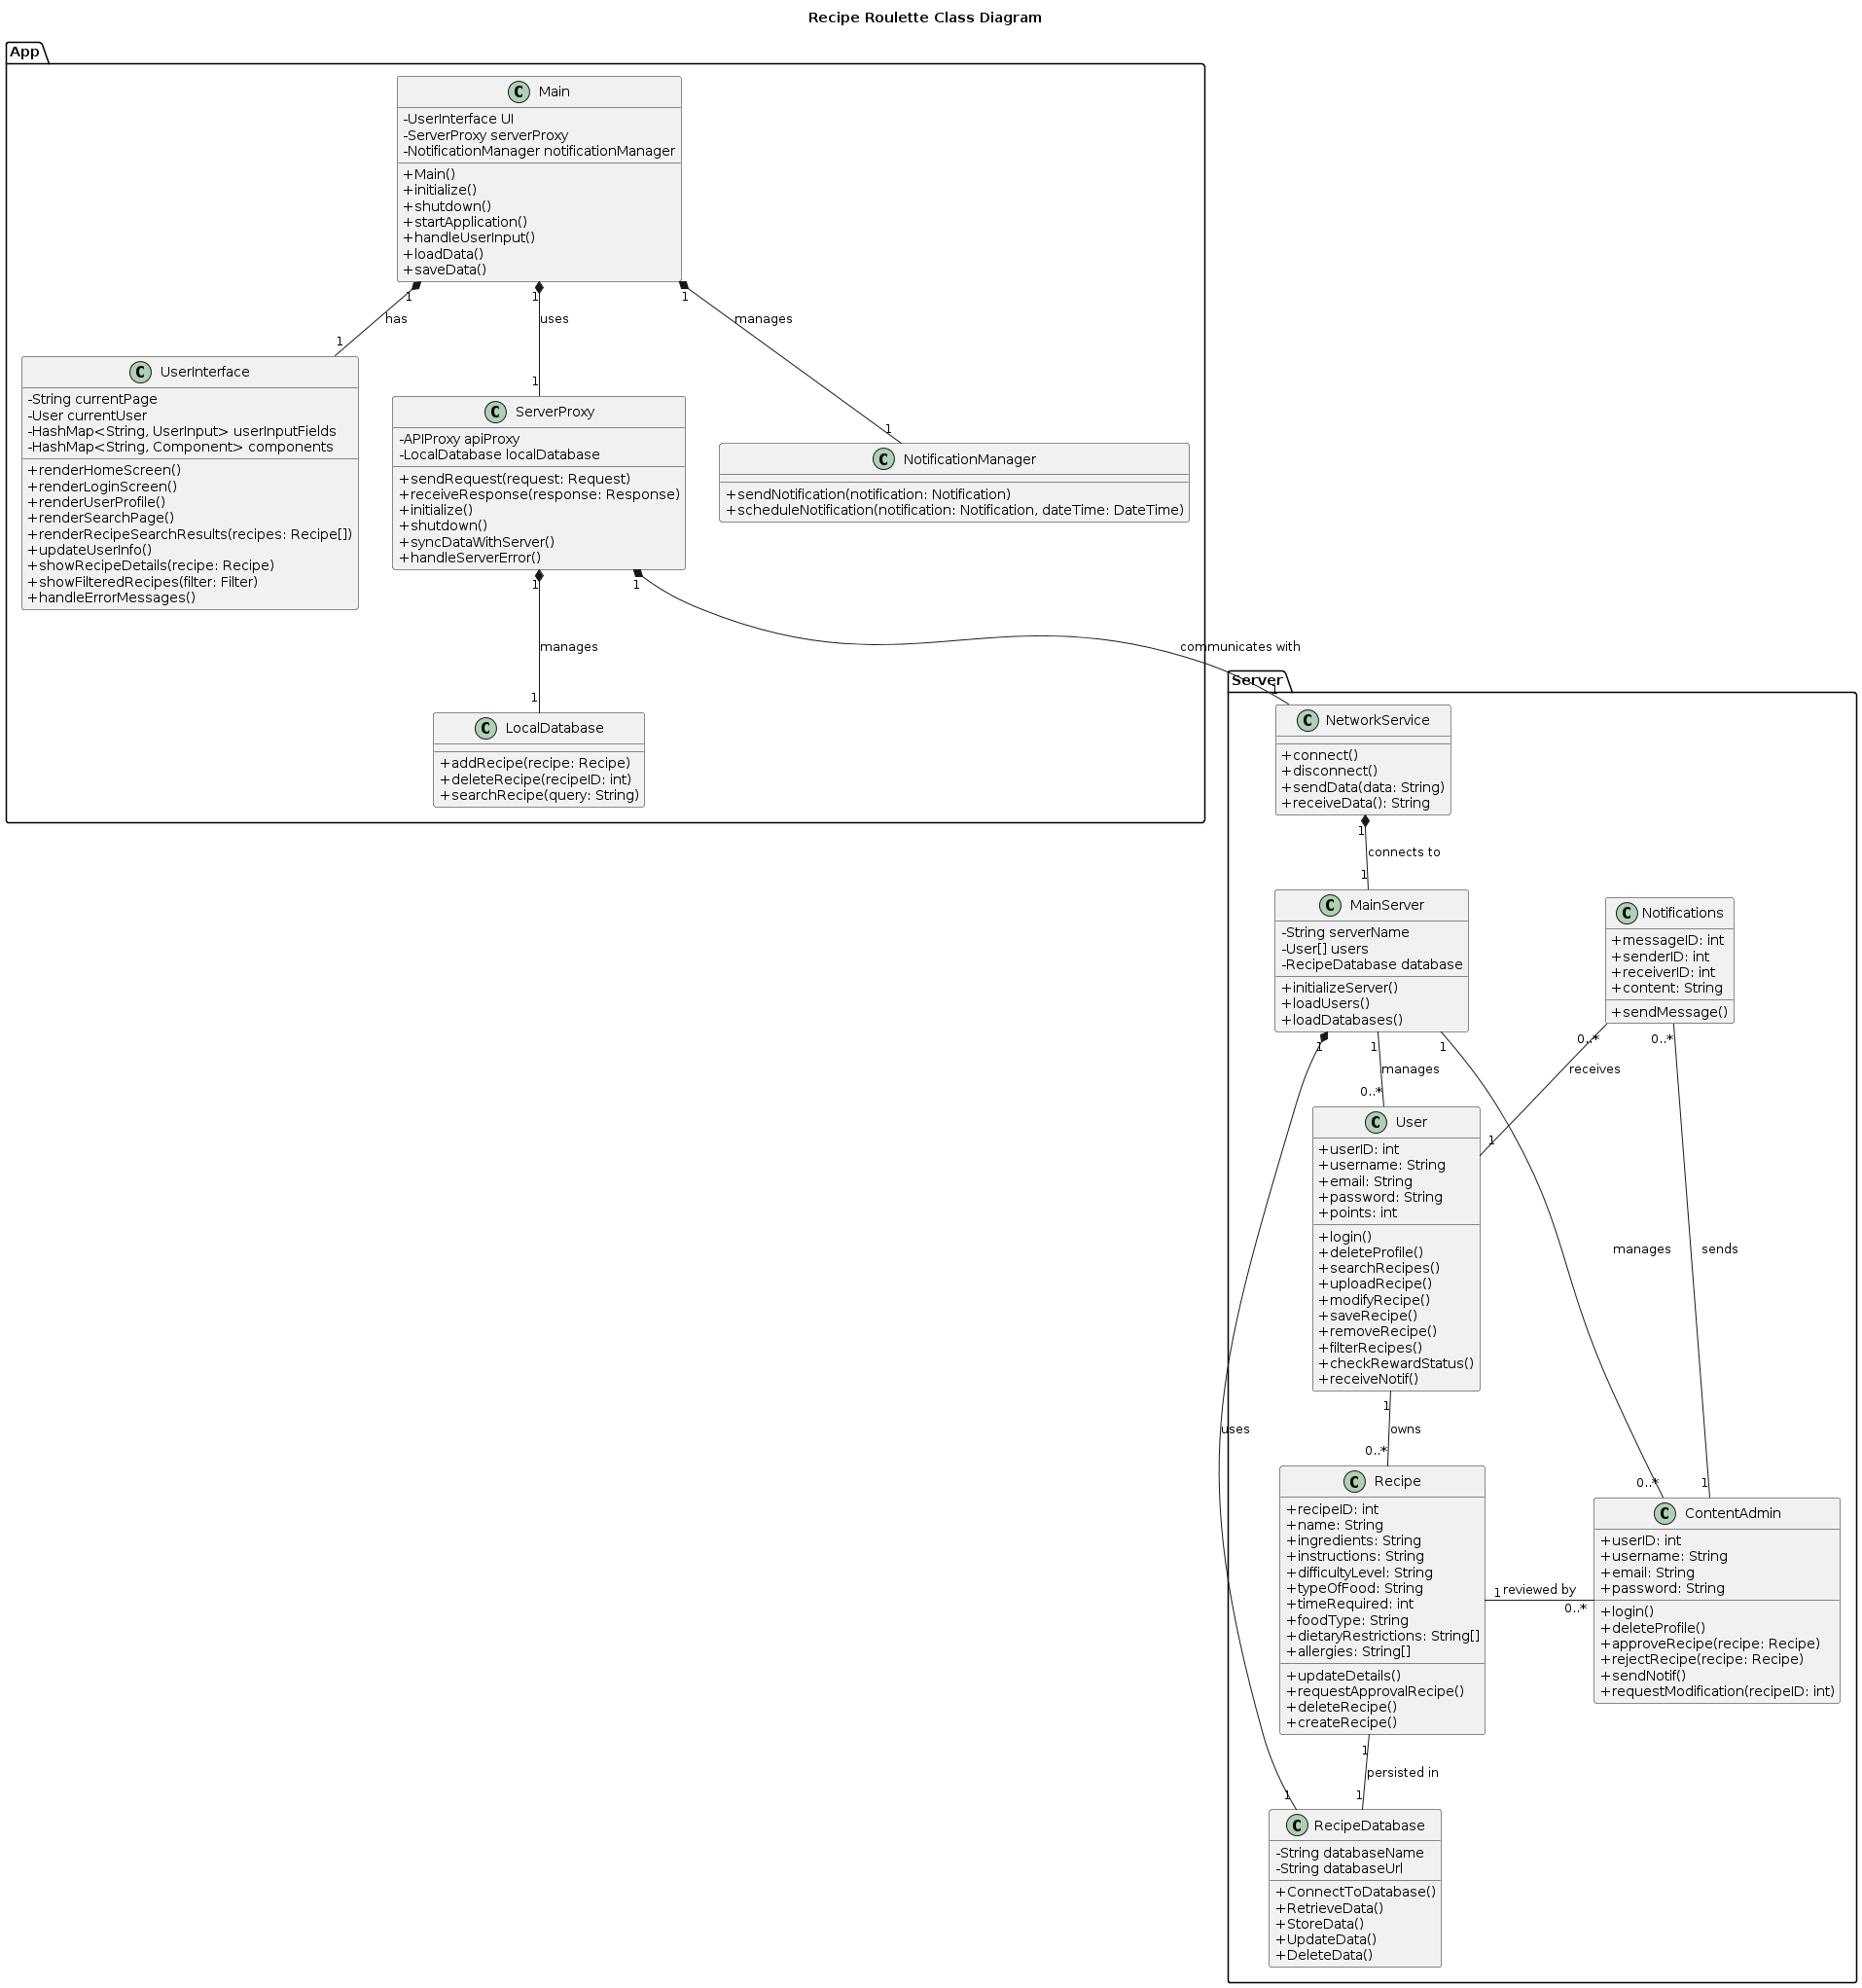 Recipe Roulette Class Diagram
App
C Main
-UserInterface UI
-ServerProxy serverProxy
-NotificationManager notificationManager
+Main()
+initialize()
+shutdown()
+startApplication()
+handleUserInput()
+loadData()
+saveData()
1
1
1
has
uses
manages
1
1
1
C UserInterface
-String currentPage
-User currentUser
-HashMap<String, UserInput> userInputFields
-HashMap<String, Component> components
+renderHomeScreen()
+renderLoginScreen()
+renderUserProfile()
+renderSearchPage()
+renderRecipeSearchResults(recipes: Recipe[])
+updateUserInfo()
+showRecipeDetails(recipe: Recipe)
+showFilteredRecipes(filter: Filter)
+handleErrorMessages()
C ServerProxy
-APIProxy apiProxy
-LocalDatabase localDatabase
+sendRequest(request: Request)
+receiveResponse(response: Response)
+initialize()
+shutdown()
+syncDataWithServer()
+handleServerError()
C NotificationManager
+sendNotification(notification: Notification)
+scheduleNotification(notification: Notification, dateTime: DateTime)
1
1
manages
communicates with
1
1
C LocalDatabase
+addRecipe(recipe: Recipe)
+deleteRecipe(recipeID: int)
+searchRecipe(query: String)
Server
C NetworkService
+connect()
+disconnect()
+sendData(data: String)
+receiveData(): String
1
connects to
1
C MainServer
-String serverName
-User[] users
-RecipeDatabase database
+initializeServer()
+loadUsers()
+loadDatabases()
C Notifications
+messageID: int
+senderID: int
+receiverID: int
+content: String
+sendMessage()
1
1
1
0..*
0..*
manages
receives
0..*
1
C User
+userID: int
+username: String
+email: String
+password: String
+points: int
+login()
+deleteProfile()
+searchRecipes()
+uploadRecipe()
+modifyRecipe()
+saveRecipe()
+removeRecipe()
+filterRecipes()
+checkRewardStatus()
+receiveNotif()
manages
sends
1
uses
owns
0..*
0..*
1
C Recipe
+recipeID: int
+name: String
+ingredients: String
+instructions: String
+difficultyLevel: String
+typeOfFood: String
+timeRequired: int
+foodType: String
+dietaryRestrictions: String[]
+allergies: String[]
+updateDetails()
+requestApprovalRecipe()
+deleteRecipe()
+createRecipe()
1
reviewed by
0..*
C ContentAdmin
+userID: int
+username: String
+email: String
+password: String
+login()
+deleteProfile()
+approveRecipe(recipe: Recipe)
+rejectRecipe(recipe: Recipe)
+sendNotif()
+requestModification(recipeID: int)
1
persisted in
1
1
C RecipeDatabase
-String databaseName
-String databaseUrl
+ConnectToDatabase()
+RetrieveData()
+StoreData()
+UpdateData()
+DeleteData()